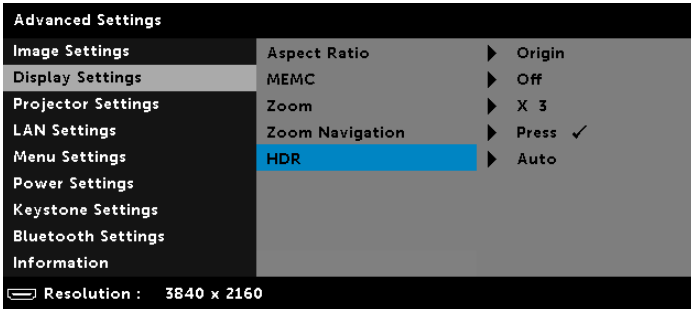 Advanced Settings
Image Settings
Display Settings
Projector Settings
LAN Settings
Menu Settings
Power Settings
Keystone Settings
Bluetooth Settings
Information
Aspect Ratio Origin
MEMC Off
Zoom X 3
Zoom Navigation Press ✓
HDR Auto
Resolution : 3840 x 2160